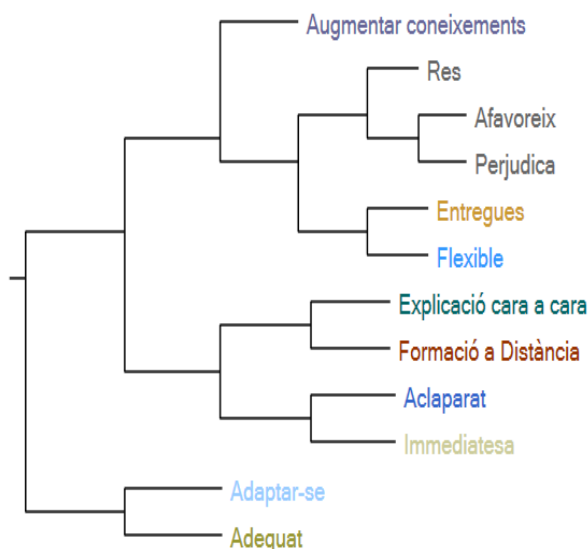 Augmentar coneixements
Res
Afavoreix
Perjudica
Entregues
Flexible
Explicació cara a cara
Formació a Distància
Aclaparat
Immediatesa
Adaptar-se
Adequat